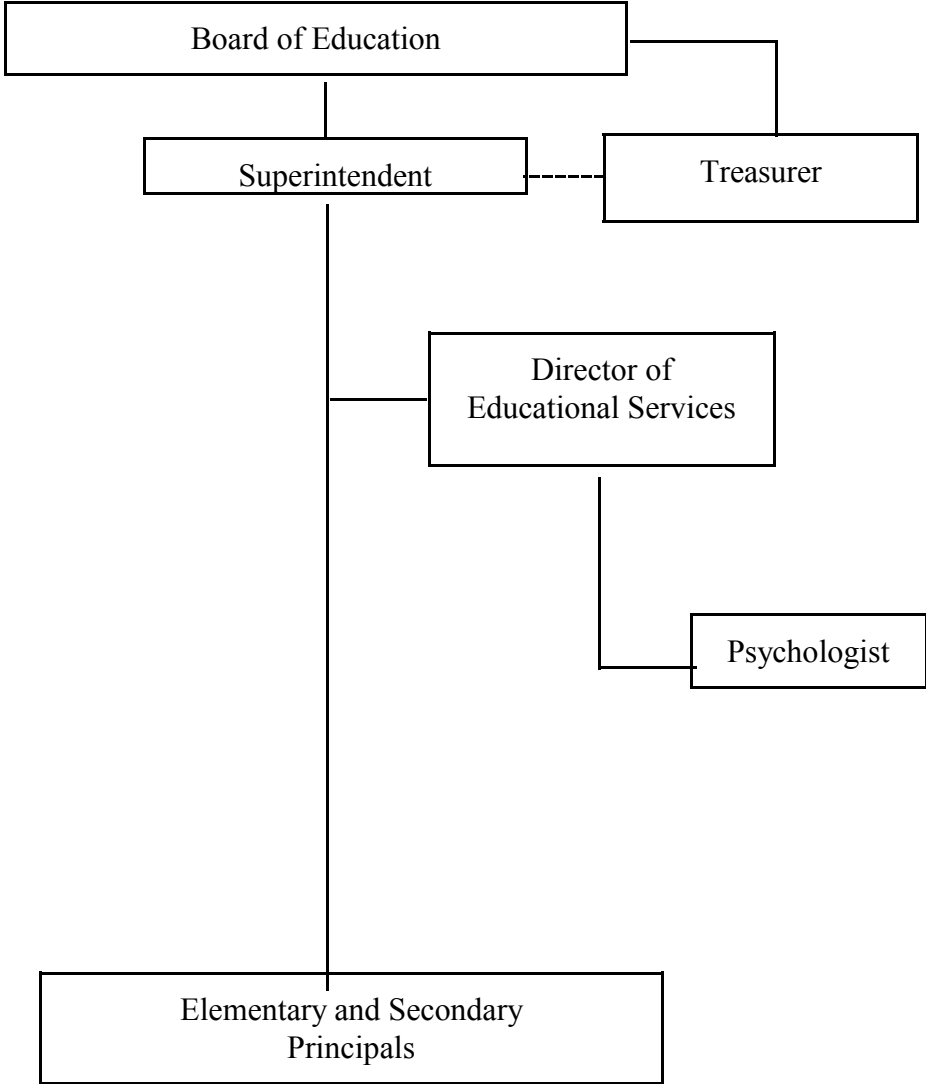 Board of Education
Superintendent
Treasurer
Director of
Educational Services
Psychologist
Elementary and Secondary
Principals